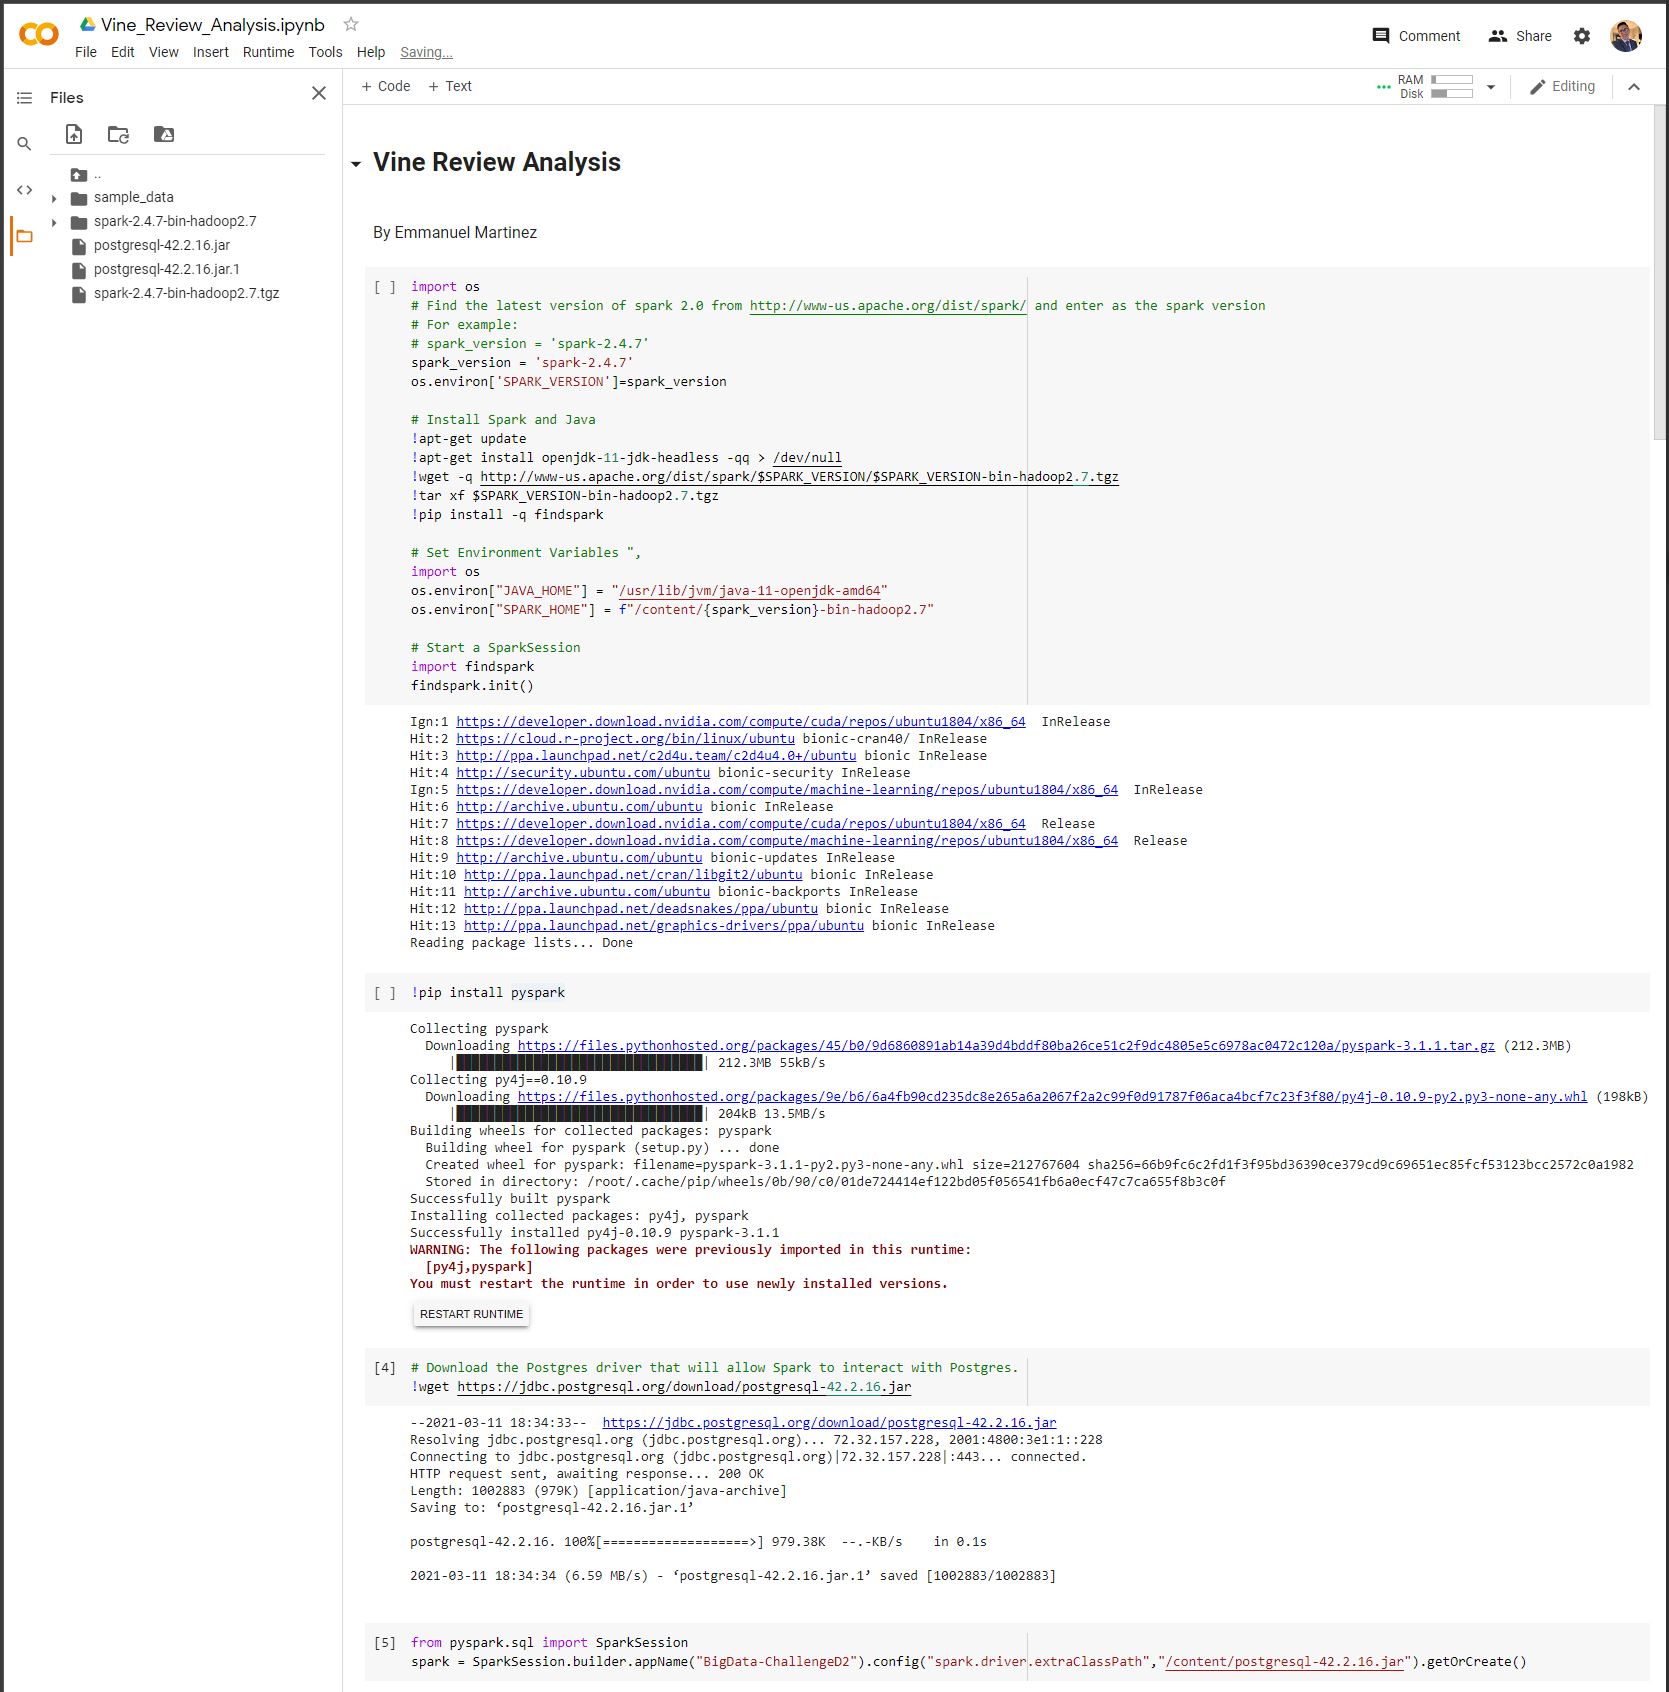 Vine_Review_Analysis.ipynb
File Edit View Insert Runtime Tools Help Saving...
Comment Share
Files
+ Code + Text
RAM
Disk
Editing
..
sample_data
spark-2.4.7-bin-hadoop2.7
postgresql-42.2.16.jar
postgresql-42.2.16.jar.1
spark-2.4.7-bin-hadoop2.7.tgz
Vine Review Analysis
By Emmanuel Martinez
[ ] import os
# Find the latest version of spark 2.0 from http://www-us.apache.org/dist/spark/ and enter as the spark version
# For example:
# spark_version = 'spark-2.4.7'
spark_version = 'spark-2.4.7'
os.environ['SPARK_VERSION']=spark_version
# Install Spark and Java
!apt-get update
!apt-get install openjdk-11-jdk-headless -qq > /dev/null
!wget -q http://www-us.apache.org/dist/spark/$SPARK_VERSION/$SPARK_VERSION-bin-hadoop2.7.tgz
!tar xf $SPARK_VERSION-bin-hadoop2.7.tgz
!pip install -q findspark
# Set Environment Variables ",
import os
os.environ["JAVA_HOME"] = "/usr/lib/jvm/java-11-openjdk-amd64"
os.environ["SPARK_HOME"] = f"/content/{spark_version}-bin-hadoop2.7"
# Start a SparkSession
import findspark
findspark.init()
Ign:1 https://developer.download.nvidia.com/compute/cuda/repos/ubuntu1804/x86_64 InRelease
Hit:2 https://cloud.r-project.org/bin/linux/ubuntu bionic-cran40/ InRelease
Hit:3 http://ppa.launchpad.net/c2d4u.team/c2d4u4.0+/ubuntu bionic InRelease
Hit:4 http://security.ubuntu.com/ubuntu bionic-security InRelease
Ign:5 https://developer.download.nvidia.com/compute/machine-learning/repos/ubuntu1804/x86_64 InRelease
Hit:6 http://archive.ubuntu.com/ubuntu bionic InRelease
Hit:7 https://developer.download.nvidia.com/compute/cuda/repos/ubuntu1804/x86_64 Release
Hit:8 https://developer.download.nvidia.com/compute/machine-learning/repos/ubuntu1804/x86_64 Release
Hit:9 http://archive.ubuntu.com/ubuntu bionic-updates InRelease
Hit:10 http://ppa.launchpad.net/cran/libgit2/ubuntu bionic InRelease
Hit:11 http://archive.ubuntu.com/ubuntu bionic-backports InRelease
Hit:12 http://ppa.launchpad.net/deadsnakes/ppa/ubuntu bionic InRelease
Hit:13 http://ppa.launchpad.net/graphics-drivers/ppa/ubuntu bionic InRelease
Reading package lists... Done
[ ] !pip install pyspark
Collecting pyspark
Downloading https://files.pythonhosted.org/packages/45/b0/9d6860891ab14a39d4bddf80ba26ce51c2f9dc4805e5c6978ac0472c120a/pyspark-3.1.1.tar.gz (212.3MB)
|████████████████████████████████| 212.3MB 55kB/s
Collecting py4j==0.10.9
Downloading https://files.pythonhosted.org/packages/9e/b6/6a4fb90cd235dc8e265a6a2067f2a2c99f0d91787f06aca4bcf7c23f3f80/py4j-0.10.9-py2.py3-none-any.whl (198kB)
|████████████████████████████████| 204kB 13.5MB/s
Building wheels for collected packages: pyspark
Building wheel for pyspark (setup.py) ... done
Created wheel for pyspark: filename=pyspark-3.1.1-py2.py3-none-any.whl size=212767604 sha256=66b9fc6c2fd1f3f95bd36390ce379cd9c69651ec85fcf53123bcc2572c0a1982
Stored in directory: /root/.cache/pip/wheels/0b/90/c0/01de724414ef122bd05f056541fb6a0ecf47c7ca655f8b3c0f
Successfully built pyspark
Installing collected packages: py4j, pyspark
Successfully installed py4j-0.10.9 pyspark-3.1.1
WARNING: The following packages were previously imported in this runtime:
[py4j,pyspark]
You must restart the runtime in order to use newly installed versions.
RESTART RUNTIME
[4] # Download the Postgres driver that will allow Spark to interact with Postgres.
!wget https://jdbc.postgresql.org/download/postgresql-42.2.16.jar
--2021-03-11 18:34:33-- https://jdbc.postgresql.org/download/postgresql-42.2.16.jar
Resolving jdbc.postgresql.org (jdbc.postgresql.org)... 72.32.157.228, 2001:4800:3e1:1::228
Connecting to jdbc.postgresql.org (jdbc.postgresql.org)|72.32.157.228|:443... connected.
HTTP request sent, awaiting response... 200 OK
Length: 1002883 (979K) [application/java-archive]
Saving to: ‘postgresql-42.2.16.jar.1’
postgresql-42.2.16. 100%[===================>] 979.38K --.-KB/s in 0.1s
2021-03-11 18:34:34 (6.59 MB/s) - ‘postgresql-42.2.16.jar.1’ saved [1002883/1002883]
[5] from pyspark.sql import SparkSession
spark = SparkSession.builder.appName("BigData-ChallengeD2").config("spark.driver.extraClassPath","/content/postgresql-42.2.16.jar").getOrCreate()